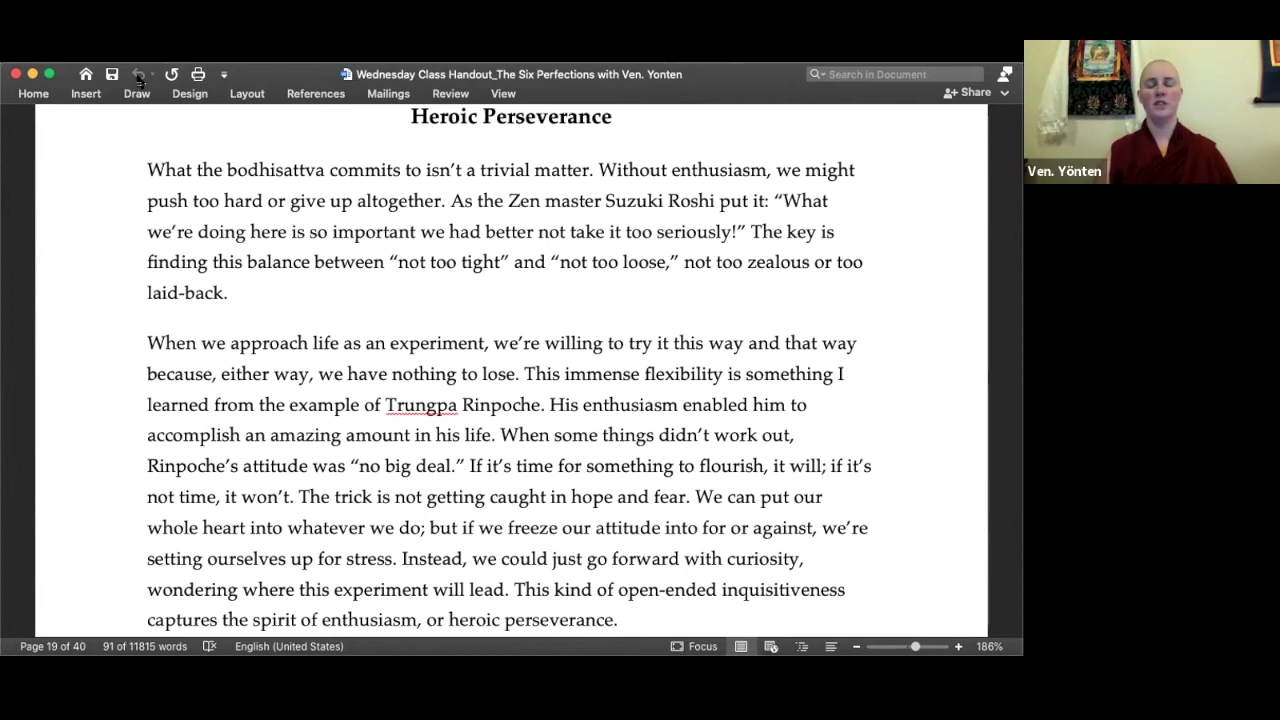 Wednesday Class Handout_The Six Perfections with Ven. Yonten
Search in Document
Home Insert Draw Design Layout References Mailings Review View
Share
Heroic Perseverance
What the bodhisattva commits to isn’t a trivial matter. Without enthusiasm, we might
push too hard or give up altogether. As the Zen master Suzuki Roshi put it: “What
we’re doing here is so important we had better not take it too seriously!” The key is
finding this balance between “not too tight” and “not too loose,” not too zealous or too
laid-back.
When we approach life as an experiment, we’re willing to try it this way and that way
because, either way, we have nothing to lose. This immense flexibility is something I
learned from the example of Trungpa Rinpoche. His enthusiasm enabled him to
accomplish an amazing amount in his life. When some things didn’t work out,
Rinpoche’s attitude was “no big deal.” If it’s time for something to flourish, it will; if it’s
not time, it won’t. The trick is not getting caught in hope and fear. We can put our
whole heart into whatever we do; but if we freeze our attitude into for or against, we’re
setting ourselves up for stress. Instead, we could just go forward with curiosity,
wondering where this experiment will lead. This kind of open-ended inquisitiveness
captures the spirit of enthusiasm, or heroic perseverance.
Page 19 of 40 91 of 11815 words English (United States) Focus 186%
Ven. Yönten